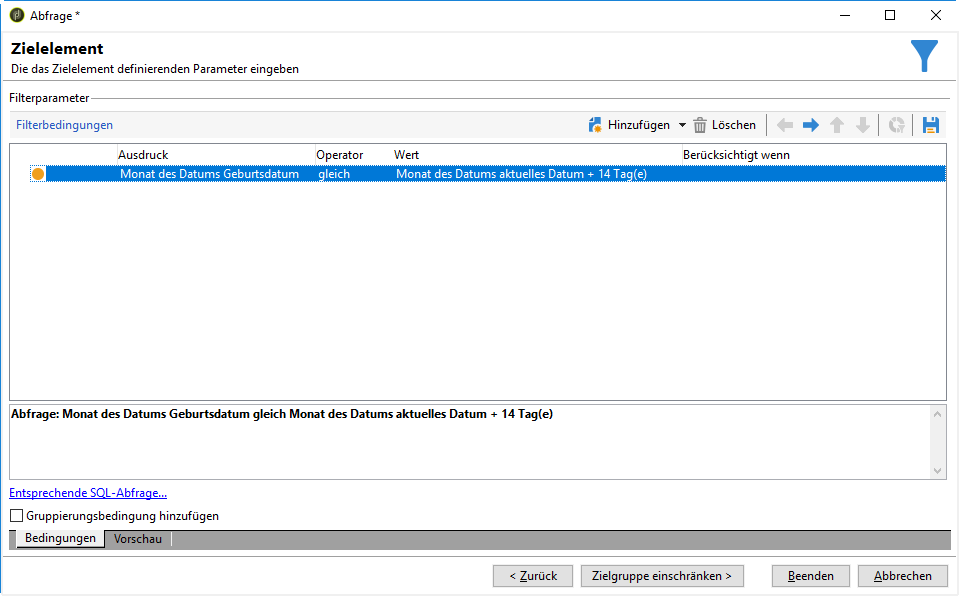 Abfrage *
Zielelement
Die das Zielelement definierenden Parameter eingeben
Filterparameter
Filterbedingungen Hinzufügen Löschen
Ausdruck Operator Wert Berücksichtigt wenn
Monat des Datums Geburtsdatum gleich Monat des Datums aktuelles Datum + 14 Tag(e)
Abfrage: Monat des Datums Geburtsdatum gleich Monat des Datums aktuelles Datum + 14 Tag(e)
Entsprechende SQL-Abfrage...
Gruppierungsbedingung hinzufügen
Bedingungen Vorschau
< Zurück Zielgruppe einschränken > Beenden Abbrechen